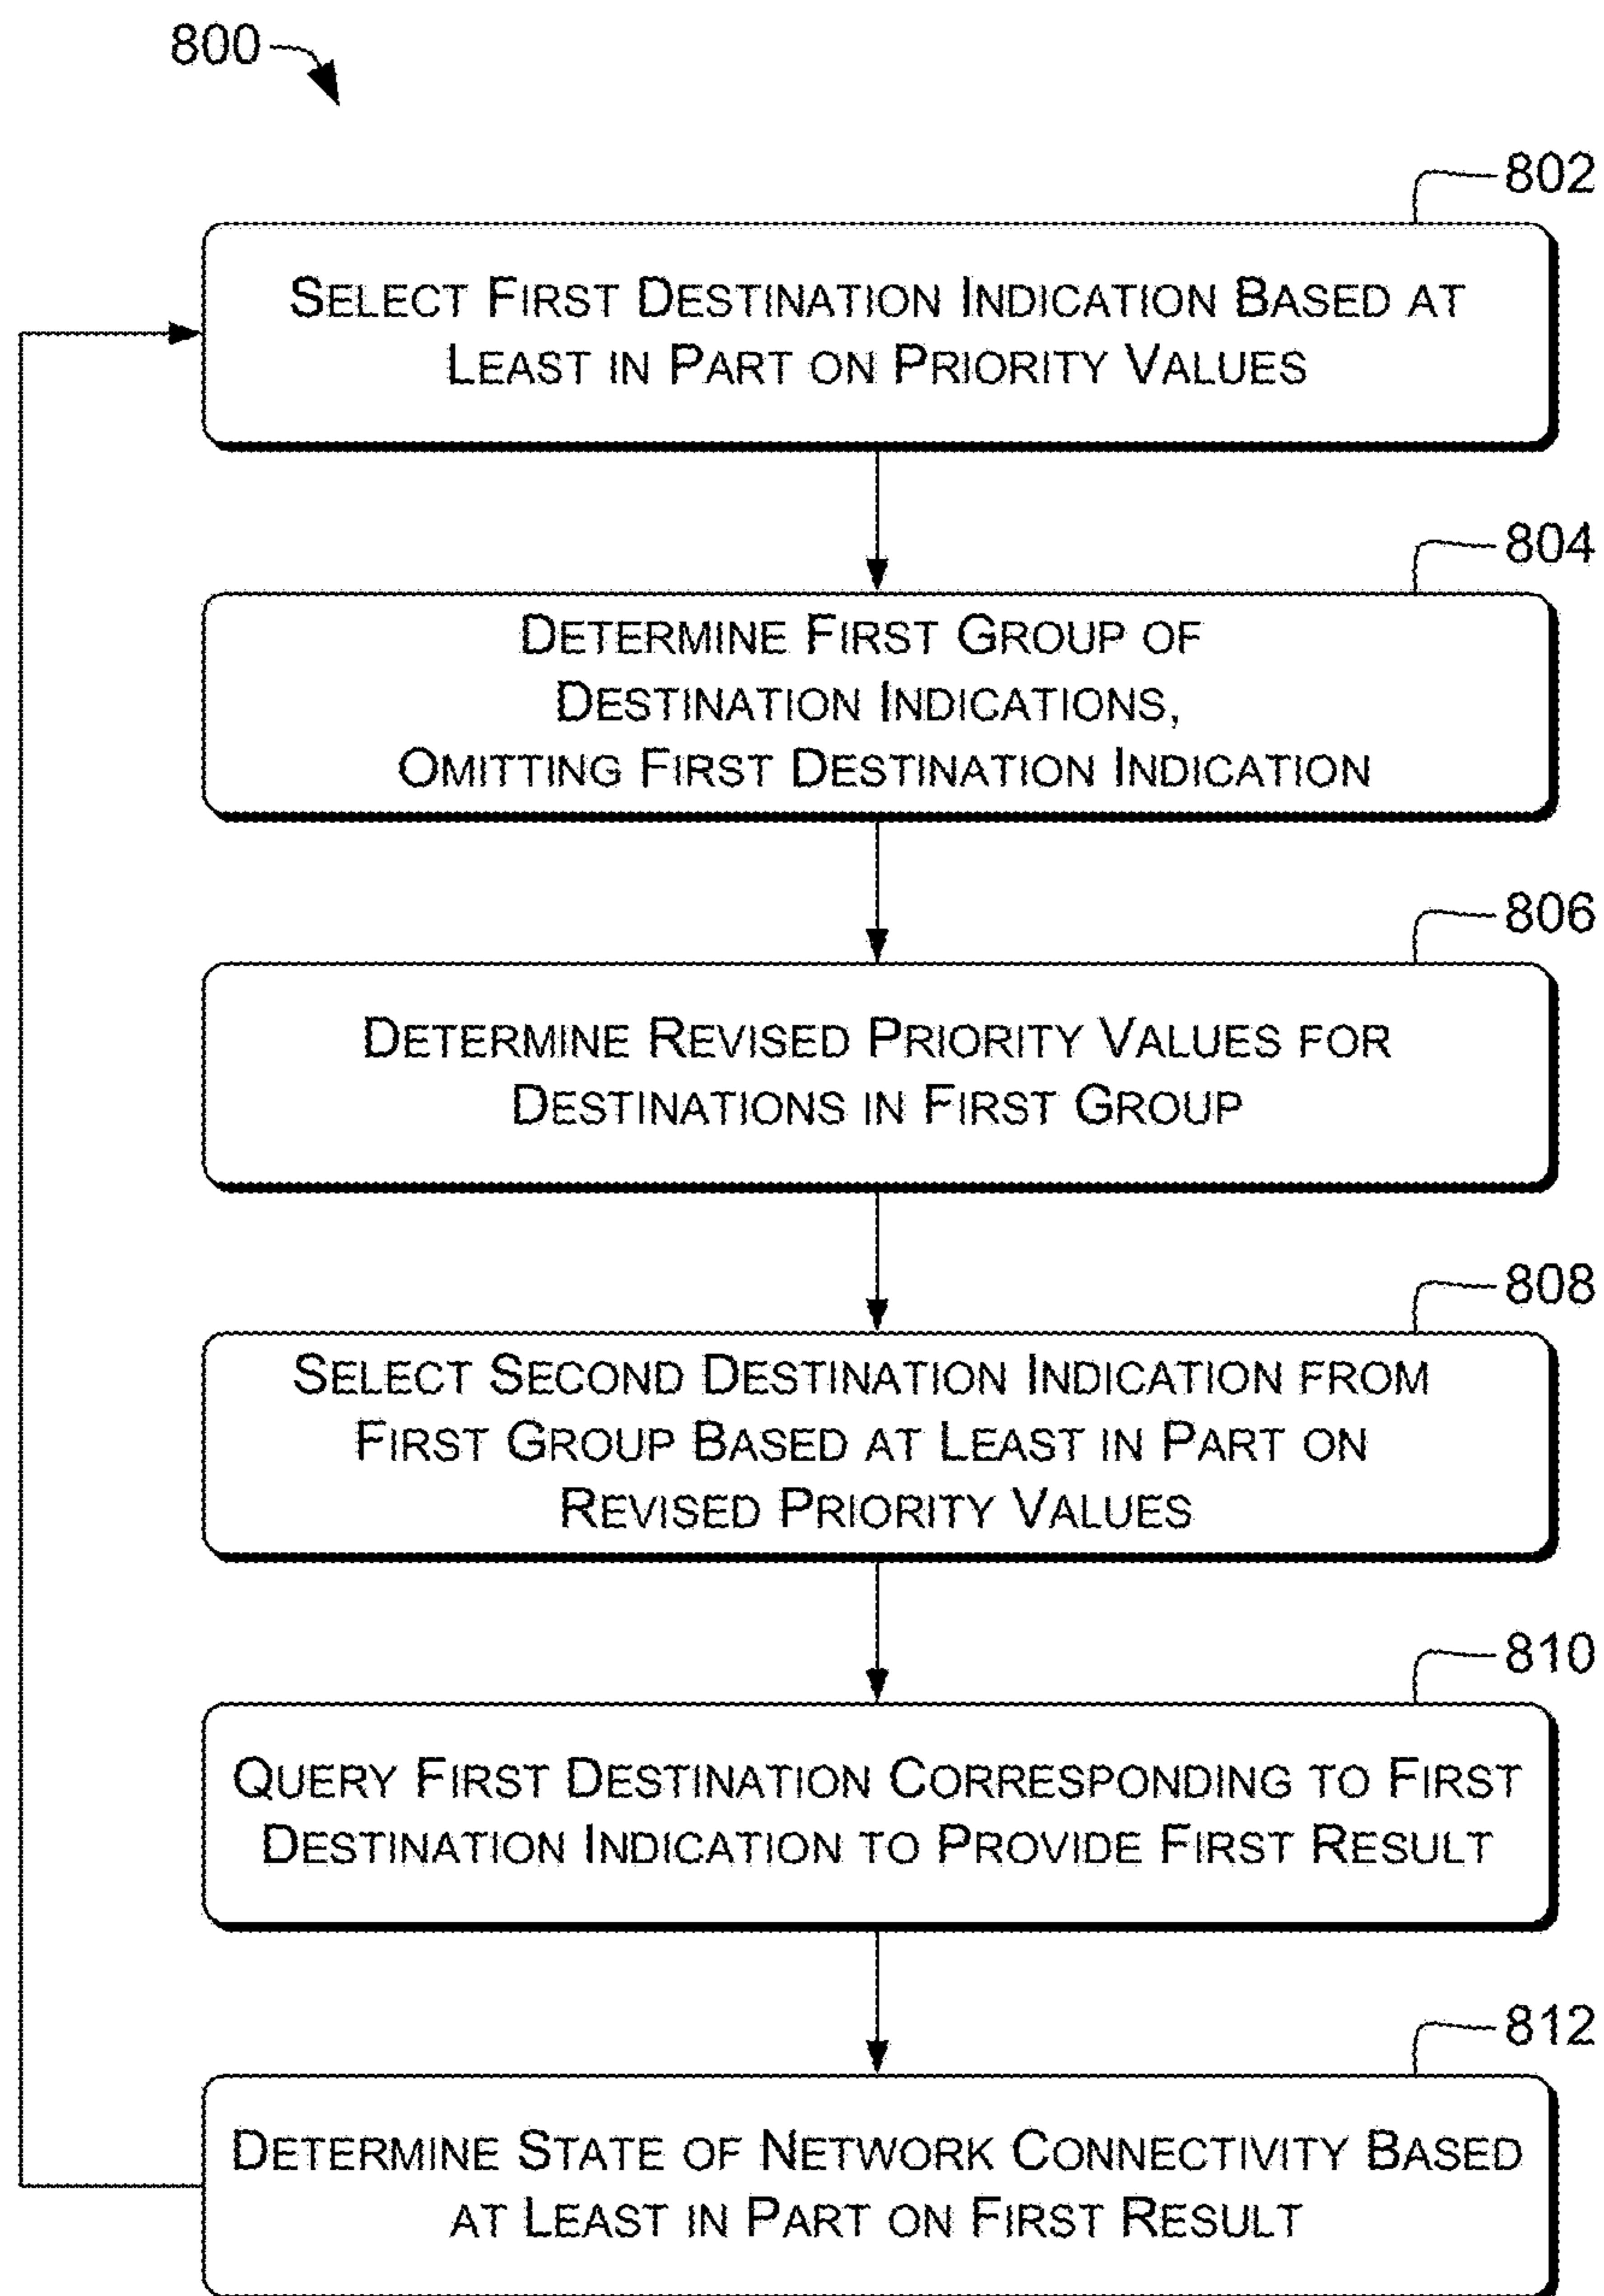 800
802
SELECT FIRST DESTINATION INDICATION BASED AT
LEAST IN PART ON PRIORITY VALUES
804
DETERMINE FIRST GROUP OF
DESTINATION INDICATIONS,
OMITTING FIRST DESTINATION INDICATION
806
DETERMINE REVISED PRIORITY VALUES FOR
DESTINATIONS IN FIRST GROUP
808
SELECT SECOND DESTINATION INDICATION FROM
FIRST GROUP BASED AT LEAST IN PART ON
REVISED PRIORITY VALUES
810
QUERY FIRST DESTINATION CORRESPONDING TO FIRST
DESTINATION INDICATION TO PROVIDE FIRST RESULT
812
DETERMINE STATE OF NETWORK CONNECTIVITY BASED
AT LEAST IN PART ON FIRST RESULT